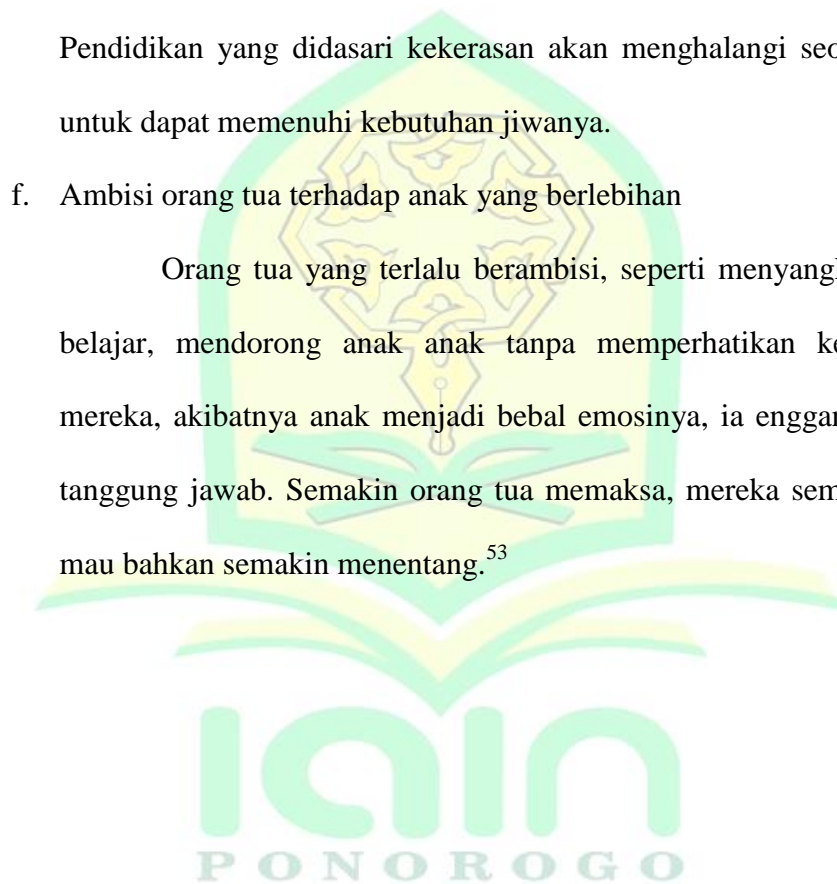 Pendidikan yang didasari kekerasan akan menghalangi
untuk dapat memenuhi kebutuhan jiwanya.
f. Ambisi orang tua terhadap anak yang berlebihan
Orang tua yang terlalu berambisi, seperti
belajar, mendorong anak anak tanpa memperhatikan
mereka, akibatnya anak menjadi bebal emosinya, ia
tanggung jawab. Semakin orang tua memaksa, mereka
mau bahkan semakin menentang.53
iain
PONOROGO